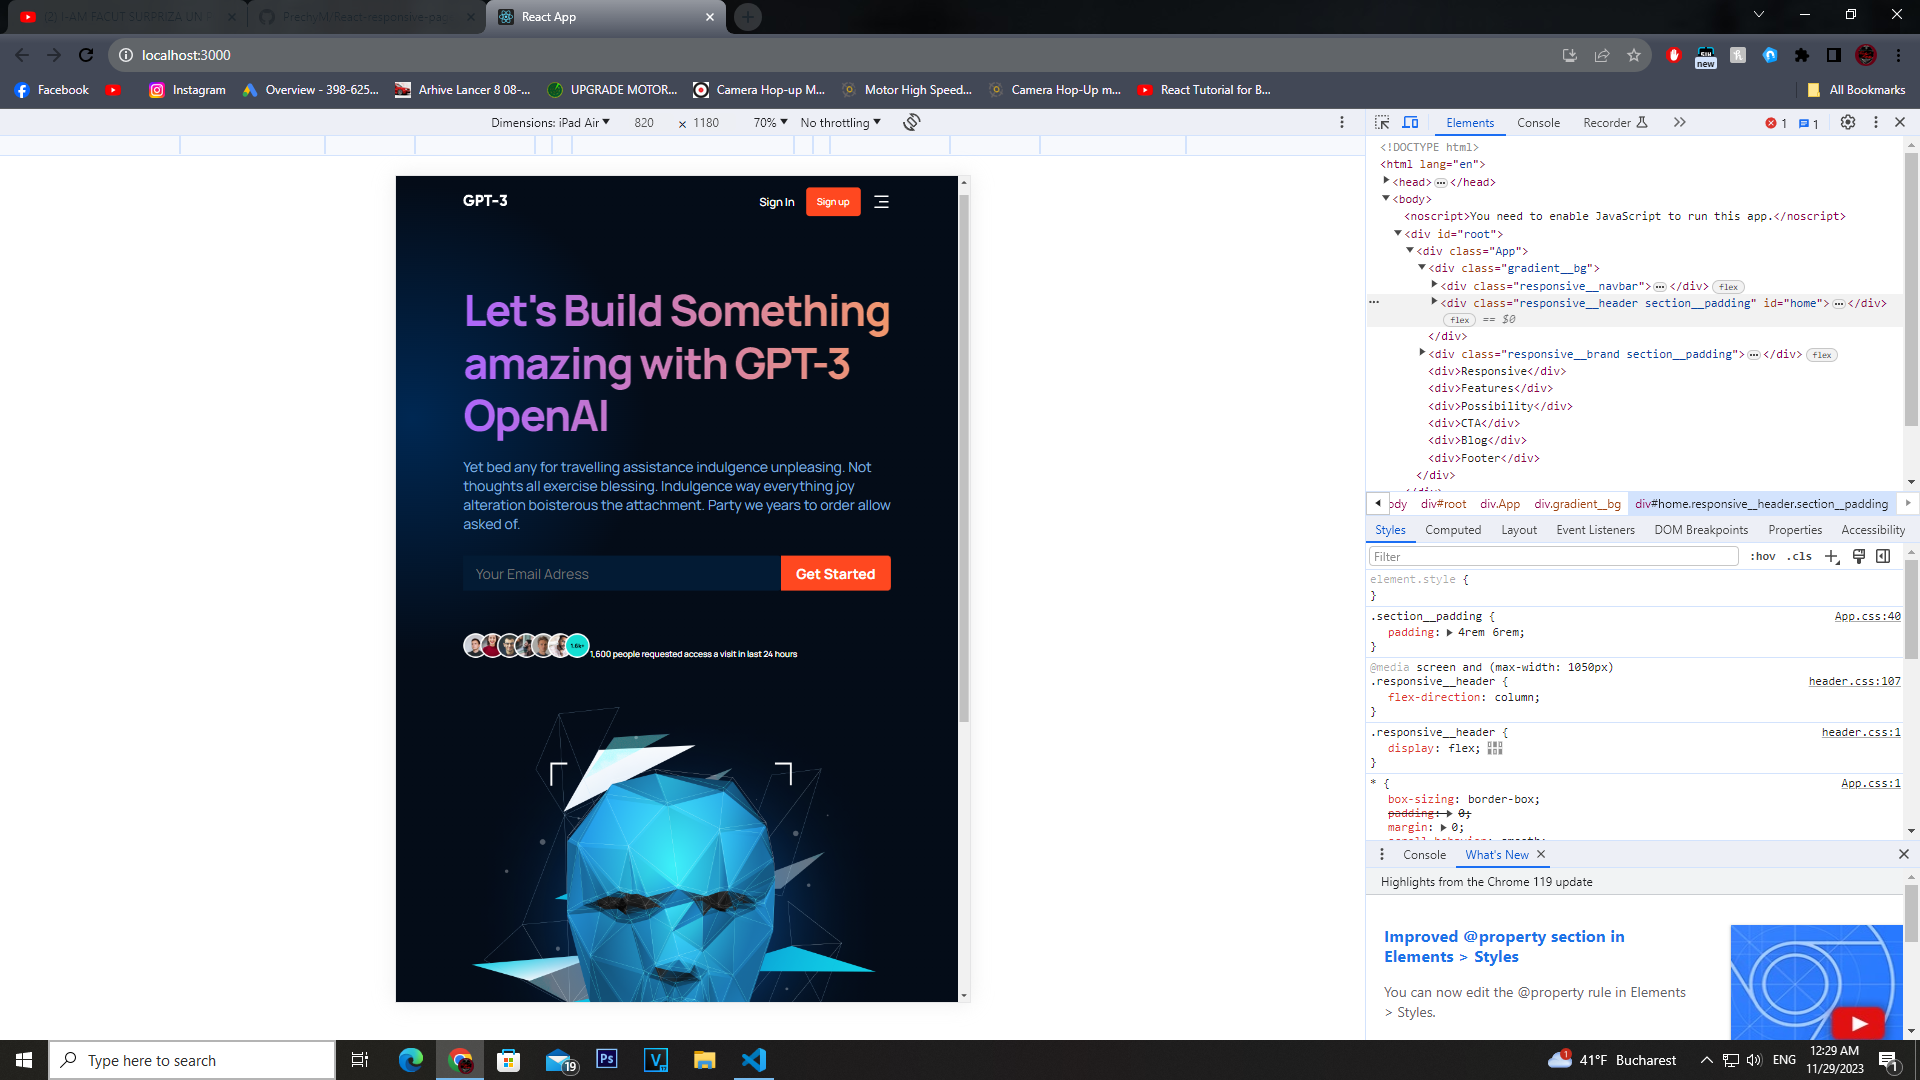 (2) I-AM FACUT SURPRIZA UN
PrechyM/React-responsive-pag
React App
localhost:3000
new
Facebook
Instagram
Overview - 398-625...
Arhive Lancer 8 08-...
UPGRADE MOTOR...
Camera Hop-up M...
Motor High Speed...
Camera Hop-Up m...
React Tutorial for B...
All Bookmarks
Dimensions: iPad Air
820
×
1180
70%
No throttling
Elements
Console
Recorder
1
1
<!DOCTYPE html>
<html lang="en">
<head> ⋯ </head>
<body>
<noscript>You need to enable JavaScript to run this app.</noscript>
<div id="root">
<div class="App">
<div class="gradient__bg">
<div class="responsive__navbar"> ⋯ </div> flex
<div class="responsive__header section__padding" id="home"> ⋯ </div>
flex == $0
</div>
<div class="responsive__brand section__padding"> ⋯ </div> flex
<div>Responsive</div>
<div>Features</div>
<div>Possibility</div>
<div>CTA</div>
<div>Blog</div>
<div>Footer</div>
</div>
</div>
ody
div#root
div.App
div.gradient__bg
div#home.responsive__header.section__padding
Styles
Computed
Layout
Event Listeners
DOM Breakpoints
Properties
Accessibility
Filter
:hov
.cls
element.style {
}
.section__padding {
App.css:40
padding: 4rem 6rem;
}
@media screen and (max-width: 1050px)
.responsive__header {
header.css:107
flex-direction: column;
}
.responsive__header {
header.css:1
display: flex;
}
* {
App.css:1
box-sizing: border-box;
padding: 0;
margin: 0;
scroll-behavior: smooth;
Console
What's New
Highlights from the Chrome 119 update
Improved @property section in
Elements > Styles
You can now edit the @property rule in Elements
> Styles.
GPT-3
Sign In
Sign up
Let's Build Something
amazing with GPT-3
OpenAI
Yet bed any for travelling assistance indulgence unpleasing. Not
thoughts all exercise blessing. Indulgence way everything joy
alteration boisterous the attachment. Party we years to order allow
asked of.
Your Email Adress
Get Started
1.6k+
1,600 people requested access a visit in last 24 hours
Type here to search
19
Ps
V
1
41°F Bucharest
ENG
12:29 AM
11/29/2023
1